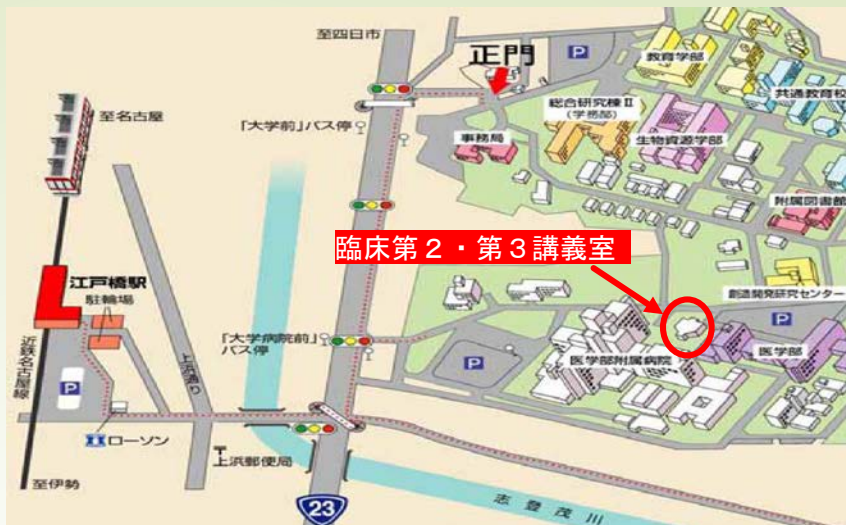 至四日市
正門
教育学部
共通教育校
至名古屋
「大学前」バス停
総合研究棟Ⅱ
(学務部)
事務局
生物資源学部
附属図書館
臨床第２・第３講義室
江戸橋駅
駐輪場
創造開発研究センター
P
P
P
P
「大学病院前」
バス停
上浜通り
近鉄名古屋線
医学部附属病院
医学部
ローソン
〒
上浜郵便局
至伊勢
23
志登茂川